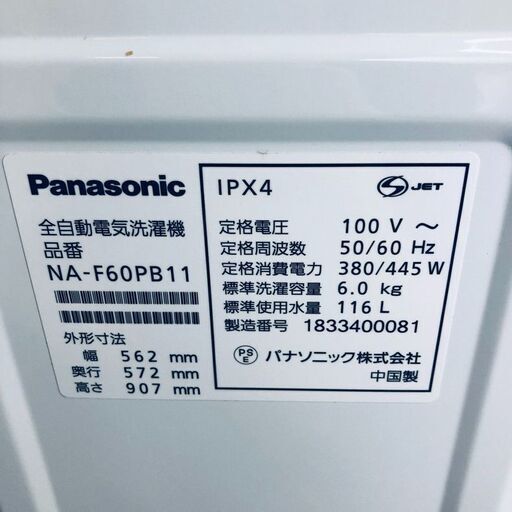 Panasonic
全自動電気洗濯機
品番
NA-F60PB11
外形寸法
幅 562 mm
奥行 572 mm
高さ 907 mm
IPX4
S JET
定格電圧 100 V ～
定格周波数 50/60 Hz
定格消費電力 380/445 W
標準洗濯容量 6.0 kg
標準使用水量 116 L
製造番号 1833400081
PS E パナソニック株式会社
中国製